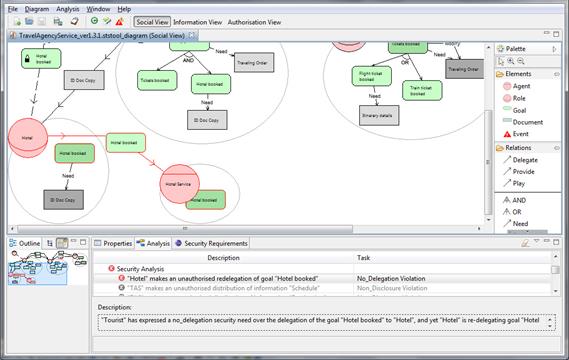 File Diagram Analysis Window Help
Social View Information View Authorisation View
TravelAgencyService_ver1.3.1.ststool_diagram (Social View)
Hotel booked
ID Doc Copy
Tickets booked
AND
Need
Hotel booked
Need
ID Doc Copy
Traveling Order
Tickets booked
OR
Flight ticket booked
Need
Itinerary details
Train ticket booked
Need
Modify
Traveling Order
Hotel
Hotel booked
Need
ID Doc Copy
Hotel booked
Hotel Service
Hotel booked
Palette
Elements
Agent
Role
Goal
Document
Event
Relations
Delegate
Provide
Play
AND
OR
Need
Outline
Properties Analysis Security Requirements
Description Task
Security Analysis
"Hotel" makes an unauthorised redelegation of goal "Hotel booked" No_Delegation Violation
"TAS" makes an unauthorised distribution of information "Schedule" Non_Disclosure Violation
Description:
"Tourist" has expressed a no_delegation security need over the delegation of the goal "Hotel booked" to "Hotel", and yet "Hotel" is re-delegating goal "Hotel